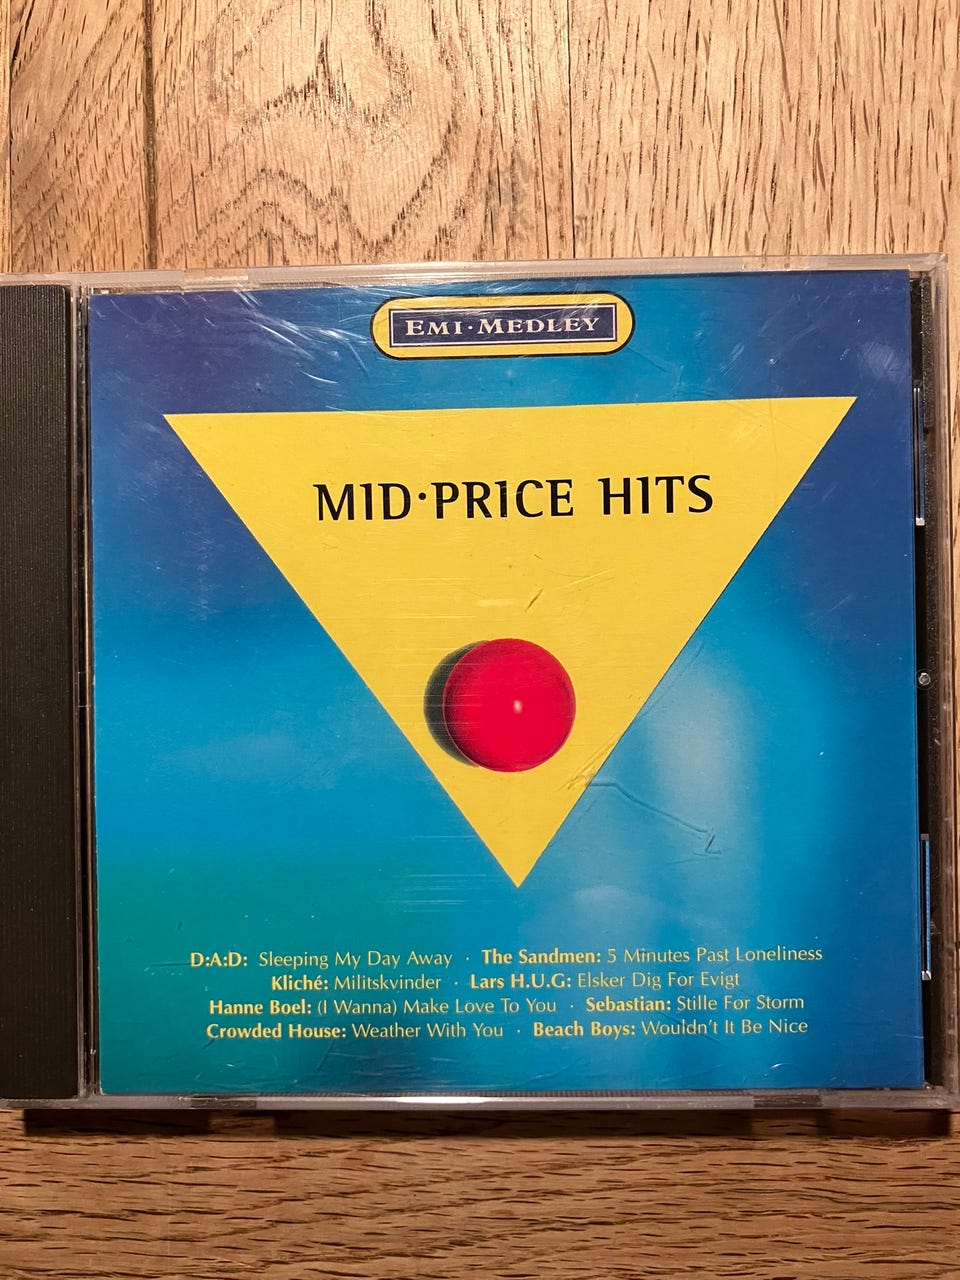 EMI·MEDLEY
MID·PRICE HITS
D:A:D: Sleeping My Day Away · The Sandmen: 5 Minutes Past Loneliness
Kliché: Militskvinder · Lars H.U.G: Elsker Dig For Evigt
Hanne Boel: (I Wanna) Make Love To You · Sebastian: Stille Før Storm
Crowded House: Weather With You · Beach Boys: Wouldn't It Be Nice